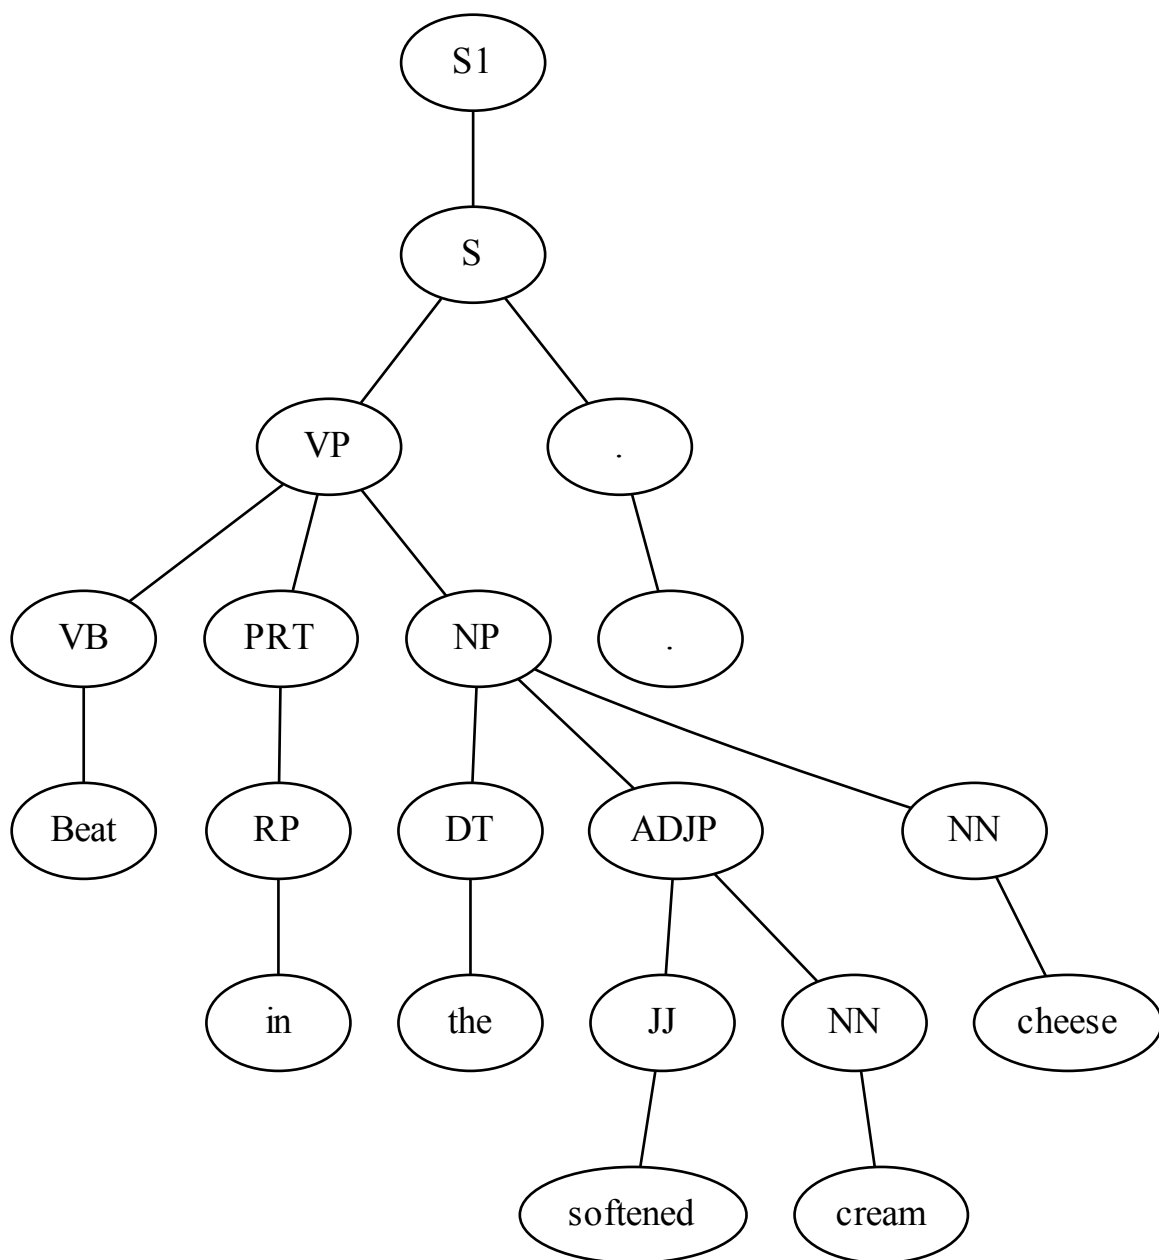 S1
S
VP .
VB PRT NP .
Beat RP DT ADJP NN
in the JJ NN cheese
softened cream